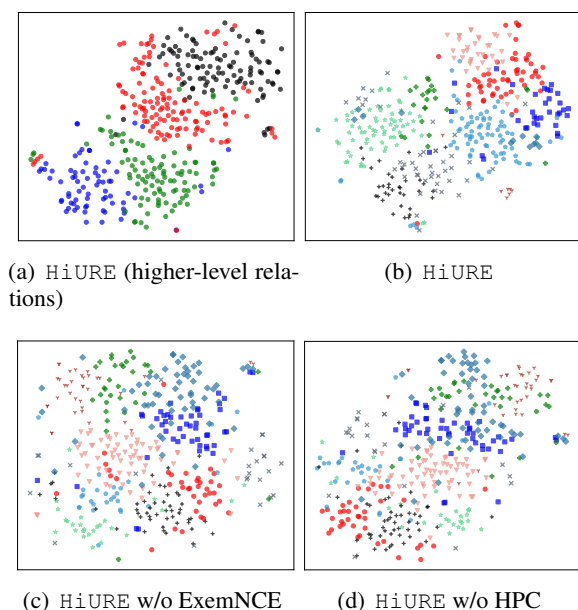 (a) HiURE (higher-level rela-
tions)
(b) HiURE
(c) HiURE w/o ExemNCE
(d) HiURE w/o HPC